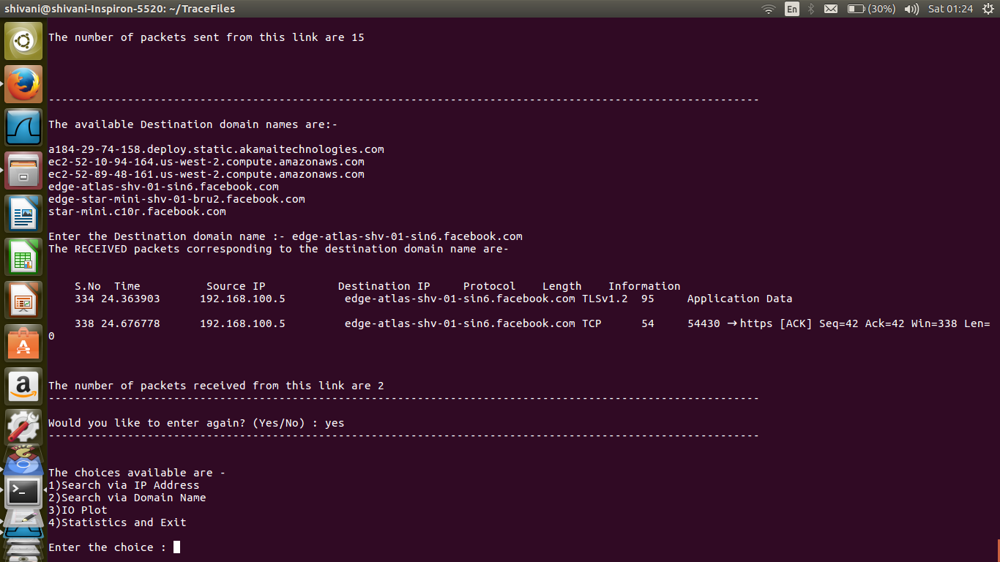 shivani@shivani-Inspiron-5520: ~/TraceFiles
En
(30%)
Sat 01:24
The number of packets sent from this link are 15
------------------------------------------------------------------------------------------------------------
The available Destination domain names are:-
a184-29-74-158.deploy.static.akamaitechnologies.com
ec2-52-10-94-164.us-west-2.compute.amazonaws.com
ec2-52-89-48-161.us-west-2.compute.amazonaws.com
edge-atlas-shv-01-sin6.facebook.com
edge-star-mini-shv-01-bru2.facebook.com
star-mini.c10r.facebook.com
Enter the Destination domain name :- edge-atlas-shv-01-sin6.facebook.com
The RECEIVED packets corresponding to the destination domain name are-
S.No  Time          Source IP           Destination IP     Protocol    Length    Information
334 24.363903      192.168.100.5         edge-atlas-shv-01-sin6.facebook.com TLSv1.2  95     Application Data
338 24.676778      192.168.100.5         edge-atlas-shv-01-sin6.facebook.com TCP      54     54430 →https [ACK] Seq=42 Ack=42 Win=338 Len=
0
The number of packets received from this link are 2
------------------------------------------------------------------------------------------------------------
Would you like to enter again? (Yes/No) : yes
------------------------------------------------------------------------------------------------------------
The choices available are -
1)Search via IP Address
2)Search via Domain Name
3)IO Plot
4)Statistics and Exit
Enter the choice :